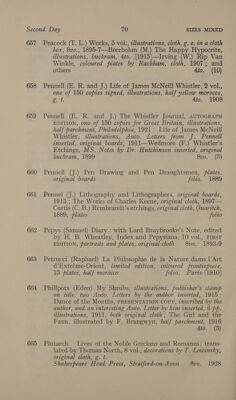 Second Day 70 SIZES MIXED
657 Peacock (T. L.) Works, 5 vol., illustrations, cloth, g. e. in a cloth
box, 8vo., 1895-7—Beerbohm (M.) The Happy Hypocrite,
illustrations, buckram, 4to. [1915]—Irving (W.) Rip Van
Winkle, coloured plates by Rackham, cloth, 1907; and
others 4to. (10)
658 Pennell (E. R. and J.) Life of James McNeill Whistler, 2 vol.,
one of 150 copies signed, illustrations, half yellow morocco,
g. t. 4to. 1908
659 Pennell (E. R. and J.) The Whistler Journal, AUTOGRAPH
EDITION, one of 150 copies for Great Britain, illustrations,
half parchment, Philadelphia, 1921: Life of James McNeill
Whistler, illustrations, Auto. Letters from J. Pennell
inserted, original boards, 1911—Wedmore (F.) Whistler's
Etchings, MS. Notes by Dr. Hutchinson inserted, original
buckram, 1899 8vo. (3)
660 Pennell (J.) Pen Drawing and Pen Draughtsmen, plates,
original boards folio. 1889
661 Pennel (J.) Lithography and Lithographers, original boards,
1915; The Works of Charles Keene, original cloth, 1897—
Curtis (C. B.) Rembrandt's etchings, original cloth, Quaritch,
1889, plates folio
662 Pepys (Samuel) Diary: with Lord Braybrooke's Note, edited
by H. B. Wheatley, Index and Pepysiana, 10 vol., FIRST
EDITION, portraits and plates, original cloth 8vo. 1893-9
663 Petrucci (Raphael) La Philosophie de la Nature dans l'Art
d'Extrême-Orient, limited edition, coloured frontispiece,
13 plates, half morocco folio. Paris [1910]
664 Phillpots (Eden) My Shrubs, illustrations, publisher's stamp
on title, two Auto. Letters by the author inserted, 1915;
Dance of the Months, PRESENTATION COPY, inscribed by the
author, and an interesting Auto. Letter by him inserted, 4 pp.
illustrations, 1911, both original cloth; The Girl and the
Faun, illustrated by F. Brangwyn, half parchment, 1916
4to. (3)
665 Plutarch. Lives of the Noble Grecians and Romanes: trans-
lated by Thomas North, 8 vol., decorations by T. Lowinsky,
original cloth, g. t.
Shakespeare Head Press, Stratford-on-Avon 8vo. 1928